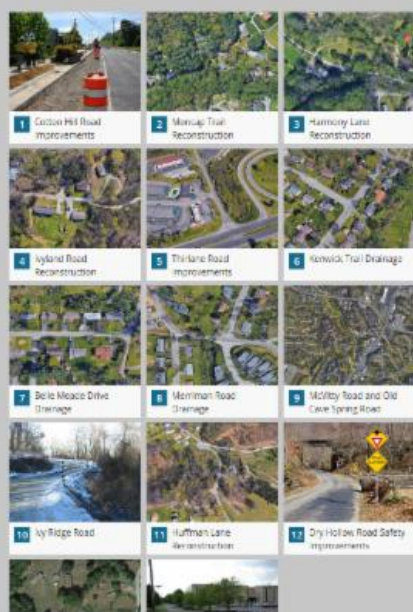 1 Cotton Hill Road
Improvements
2 Moncap Trail
Reconstruction
3 Harmony Lane
Reconstruction
4 Ivyland Road
Reconstruction
5 Thirlane Road
Improvements
6 Kenwick Trail Drainage
7 Belle Meade Drive
Drainage
8 Merriman Road
Drainage
9 McVitty Road and Old
Cave Spring Road
10 Ivy Ridge Road
11 Huffman Lane
Reconstruction
12 Dry Hollow Road Safety
Improvements